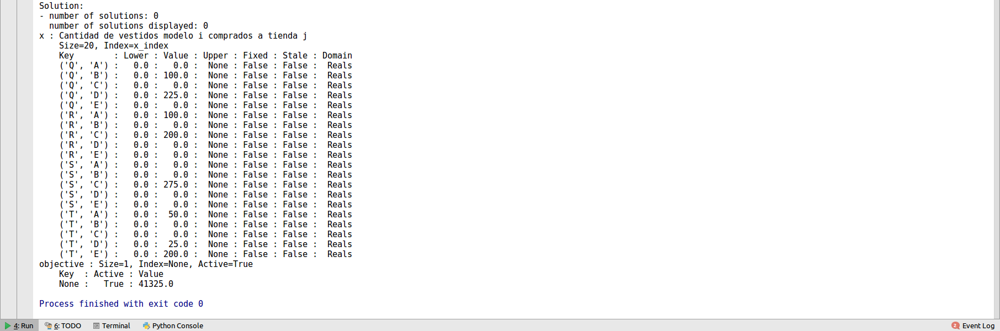 Solution:
- number of solutions: 0
  number of solutions displayed: 0
x : Cantidad de vestidos modelo i comprados a tienda j
    Size=20, Index=x_index
    Key        : Lower : Value : Upper : Fixed : Stale : Domain
    ('Q', 'A') :   0.0 :   0.0 :  None : False : False :  Reals
    ('Q', 'B') :   0.0 : 100.0 :  None : False : False :  Reals
    ('Q', 'C') :   0.0 :   0.0 :  None : False : False :  Reals
    ('Q', 'D') :   0.0 : 225.0 :  None : False : False :  Reals
    ('Q', 'E') :   0.0 :   0.0 :  None : False : False :  Reals
    ('R', 'A') :   0.0 : 100.0 :  None : False : False :  Reals
    ('R', 'B') :   0.0 :   0.0 :  None : False : False :  Reals
    ('R', 'C') :   0.0 : 200.0 :  None : False : False :  Reals
    ('R', 'D') :   0.0 :   0.0 :  None : False : False :  Reals
    ('R', 'E') :   0.0 :   0.0 :  None : False : False :  Reals
    ('S', 'A') :   0.0 :   0.0 :  None : False : False :  Reals
    ('S', 'B') :   0.0 :   0.0 :  None : False : False :  Reals
    ('S', 'C') :   0.0 : 275.0 :  None : False : False :  Reals
    ('S', 'D') :   0.0 :   0.0 :  None : False : False :  Reals
    ('S', 'E') :   0.0 :   0.0 :  None : False : False :  Reals
    ('T', 'A') :   0.0 :  50.0 :  None : False : False :  Reals
    ('T', 'B') :   0.0 :   0.0 :  None : False : False :  Reals
    ('T', 'C') :   0.0 :   0.0 :  None : False : False :  Reals
    ('T', 'D') :   0.0 :  25.0 :  None : False : False :  Reals
    ('T', 'E') :   0.0 : 200.0 :  None : False : False :  Reals
objective : Size=1, Index=None, Active=True
    Key  : Active : Value
    None :   True : 41325.0
Process finished with exit code 0
4: Run 6: TODO Terminal Python Console 2 Event Log